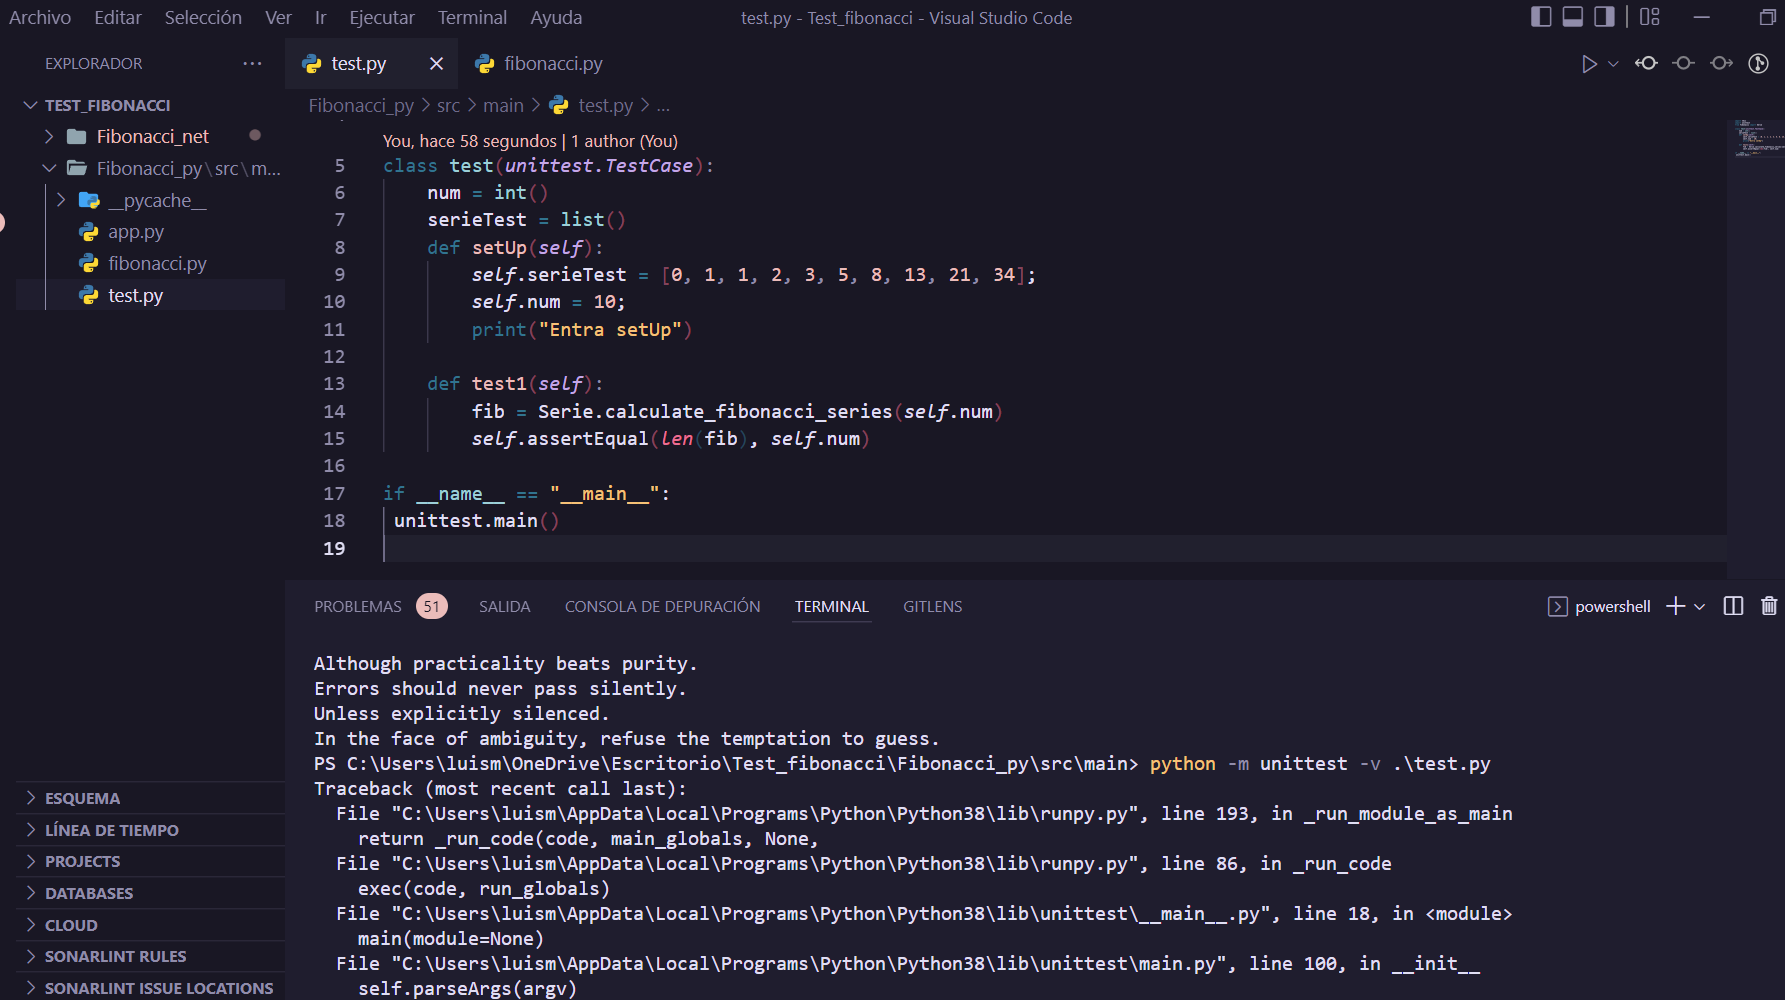 Archivo Editar Selección Ver Ir Ejecutar Terminal Ayuda
test.py - Test_fibonacci - Visual Studio Code
EXPLORADOR ...
TEST_FIBONACCI
Fibonacci_net
Fibonacci_py\src\m...
__pycache__
app.py
fibonacci.py
test.py
ESQUEMA
LÍNEA DE TIEMPO
PROJECTS
DATABASES
CLOUD
SONARLINT RULES
SONARLINT ISSUE LOCATIONS
test.py fibonacci.py
Fibonacci_py > src > main > test.py > ...
You, hace 58 segundos | 1 author (You)
5 class test(unittest.TestCase):
6     num = int()
7     serieTest = list()
8     def setUp(self):
9         self.serieTest = [0, 1, 1, 2, 3, 5, 8, 13, 21, 34];
10         self.num = 10;
11         print("Entra setUp")
12
13     def test1(self):
14         fib = Serie.calculate_fibonacci_series(self.num)
15         self.assertEqual(len(fib), self.num)
16
17 if __name__ == "__main__":
18  unittest.main()
19
PROBLEMAS 51 SALIDA CONSOLA DE DEPURACIÓN TERMINAL GITLENS
powershell
Although practicality beats purity.
Errors should never pass silently.
Unless explicitly silenced.
In the face of ambiguity, refuse the temptation to guess.
PS C:\Users\luism\OneDrive\Escritorio\Test_fibonacci\Fibonacci_py\src\main> python -m unittest -v .\test.py
Traceback (most recent call last):
  File "C:\Users\luism\AppData\Local\Programs\Python\Python38\lib\runpy.py", line 193, in _run_module_as_main
    return _run_code(code, main_globals, None,
  File "C:\Users\luism\AppData\Local\Programs\Python\Python38\lib\runpy.py", line 86, in _run_code
    exec(code, run_globals)
  File "C:\Users\luism\AppData\Local\Programs\Python\Python38\lib\unittest\__main__.py", line 18, in <module>
    main(module=None)
  File "C:\Users\luism\AppData\Local\Programs\Python\Python38\lib\unittest\main.py", line 100, in __init__
    self.parseArgs(argv)